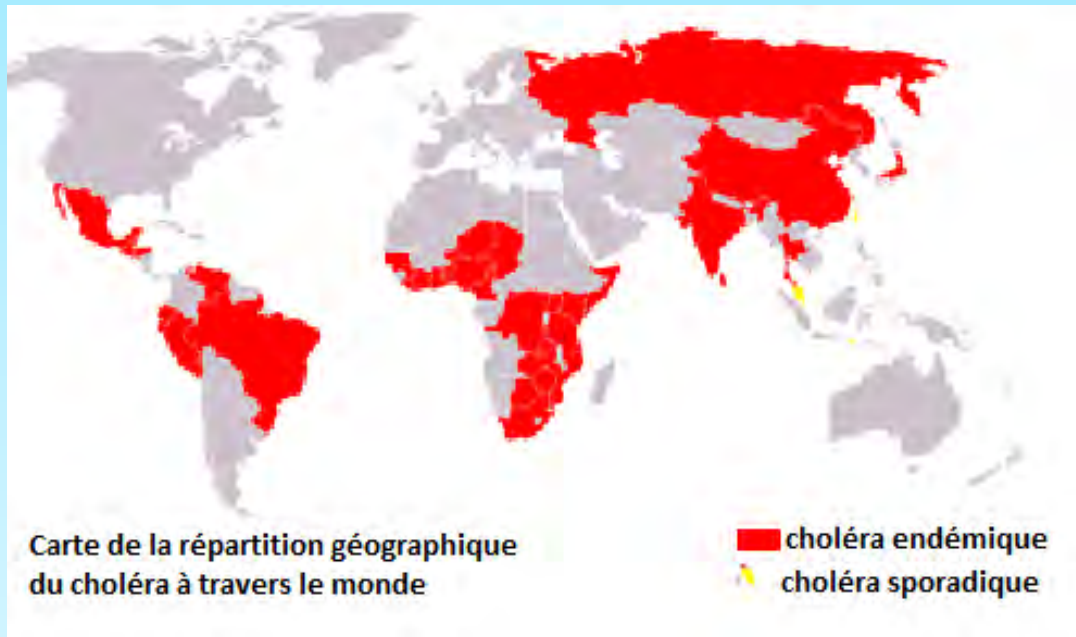 Carte de la répartition géographique
du choléra à travers le monde
choléra endémique
choléra sporadique